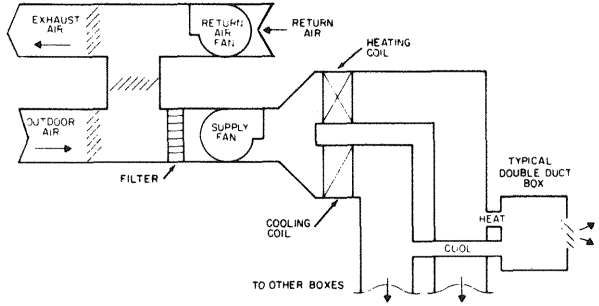 EXHAUST
AIR
RETURN
AIR
FAN
RETURN
AIR
HEATING
COIL
OUTDOOR
AIR
SUPPLY
FAN
FILTER
TYPICAL
DOUBLE DUCT
BOX
COOLING
COIL
HEAT
COOL
TO OTHER BOXES